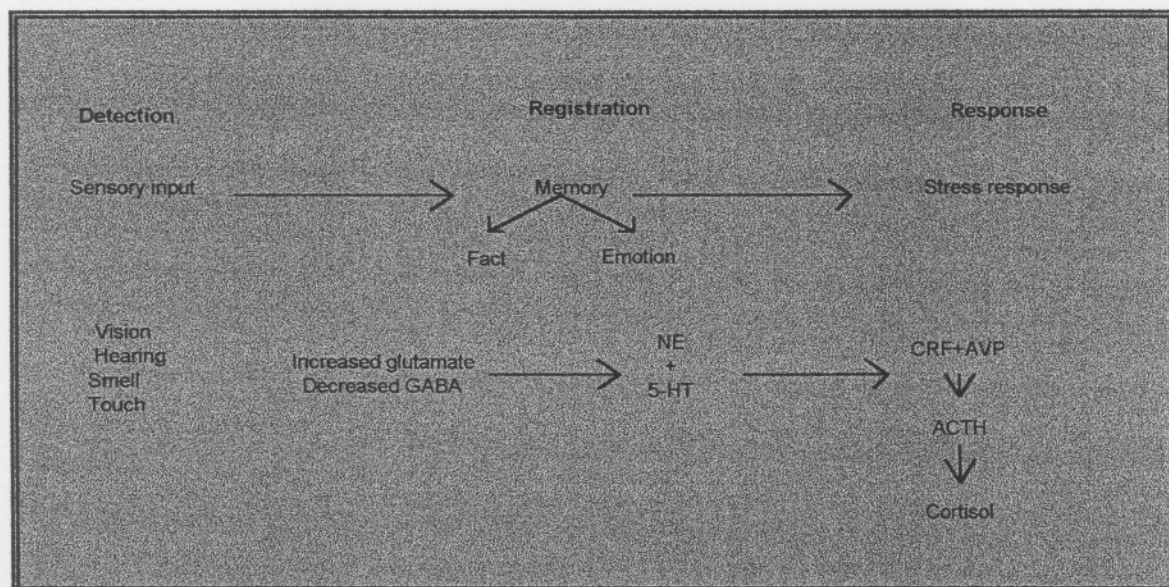 Detection
Registration
Response
Sensory input
Memory
Stress response
Fact
Emotion
Vision
Hearing
Smell
Touch
Increased glutamate
Decreased GABA
NE
+
5-HT
CRF+AVP
ACTH
Cortisol